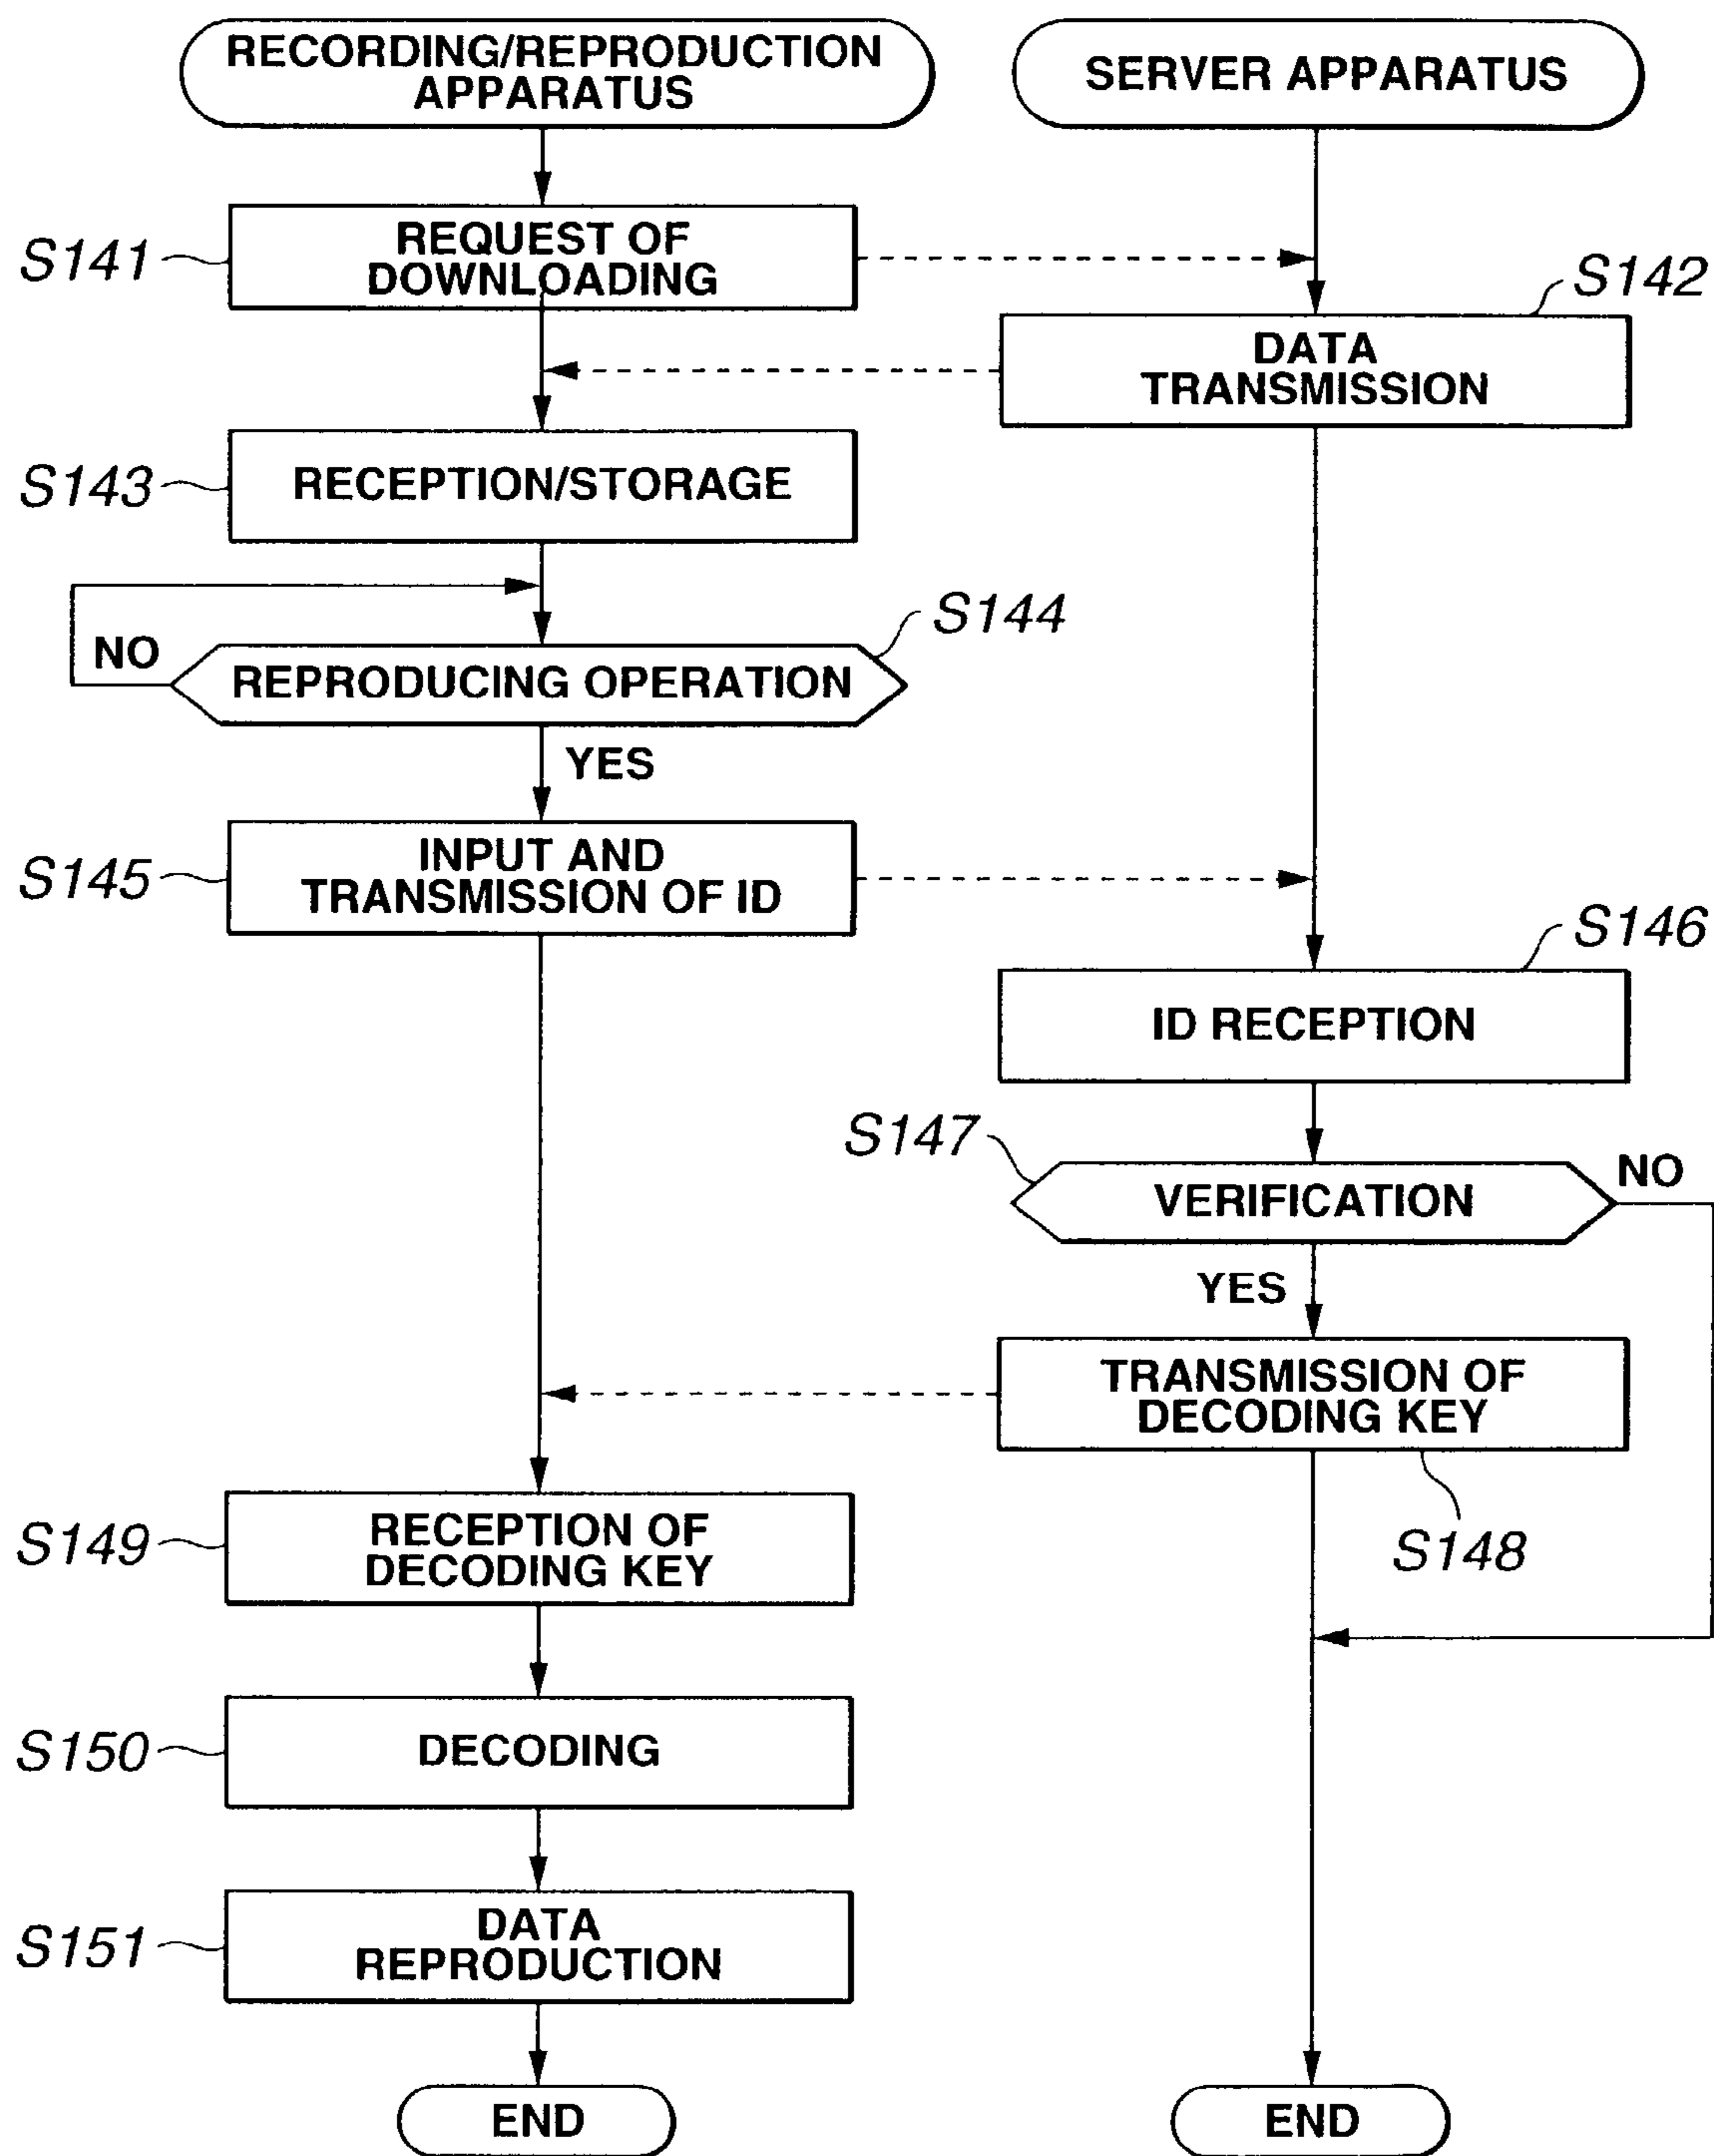 RECORDING/REPRODUCTION
APPARATUS
SERVER APPARATUS
S141
REQUEST OF
DOWNLOADING
S142
DATA
TRANSMISSION
S143
RECEPTION/STORAGE
S144
NO
REPRODUCING OPERATION
YES
S145
INPUT AND
TRANSMISSION OF ID
S146
ID RECEPTION
S147
NO
VERIFICATION
YES
TRANSMISSION OF
DECODING KEY
S148
S149
RECEPTION OF
DECODING KEY
S150
DECODING
S151
DATA
REPRODUCTION
END
END